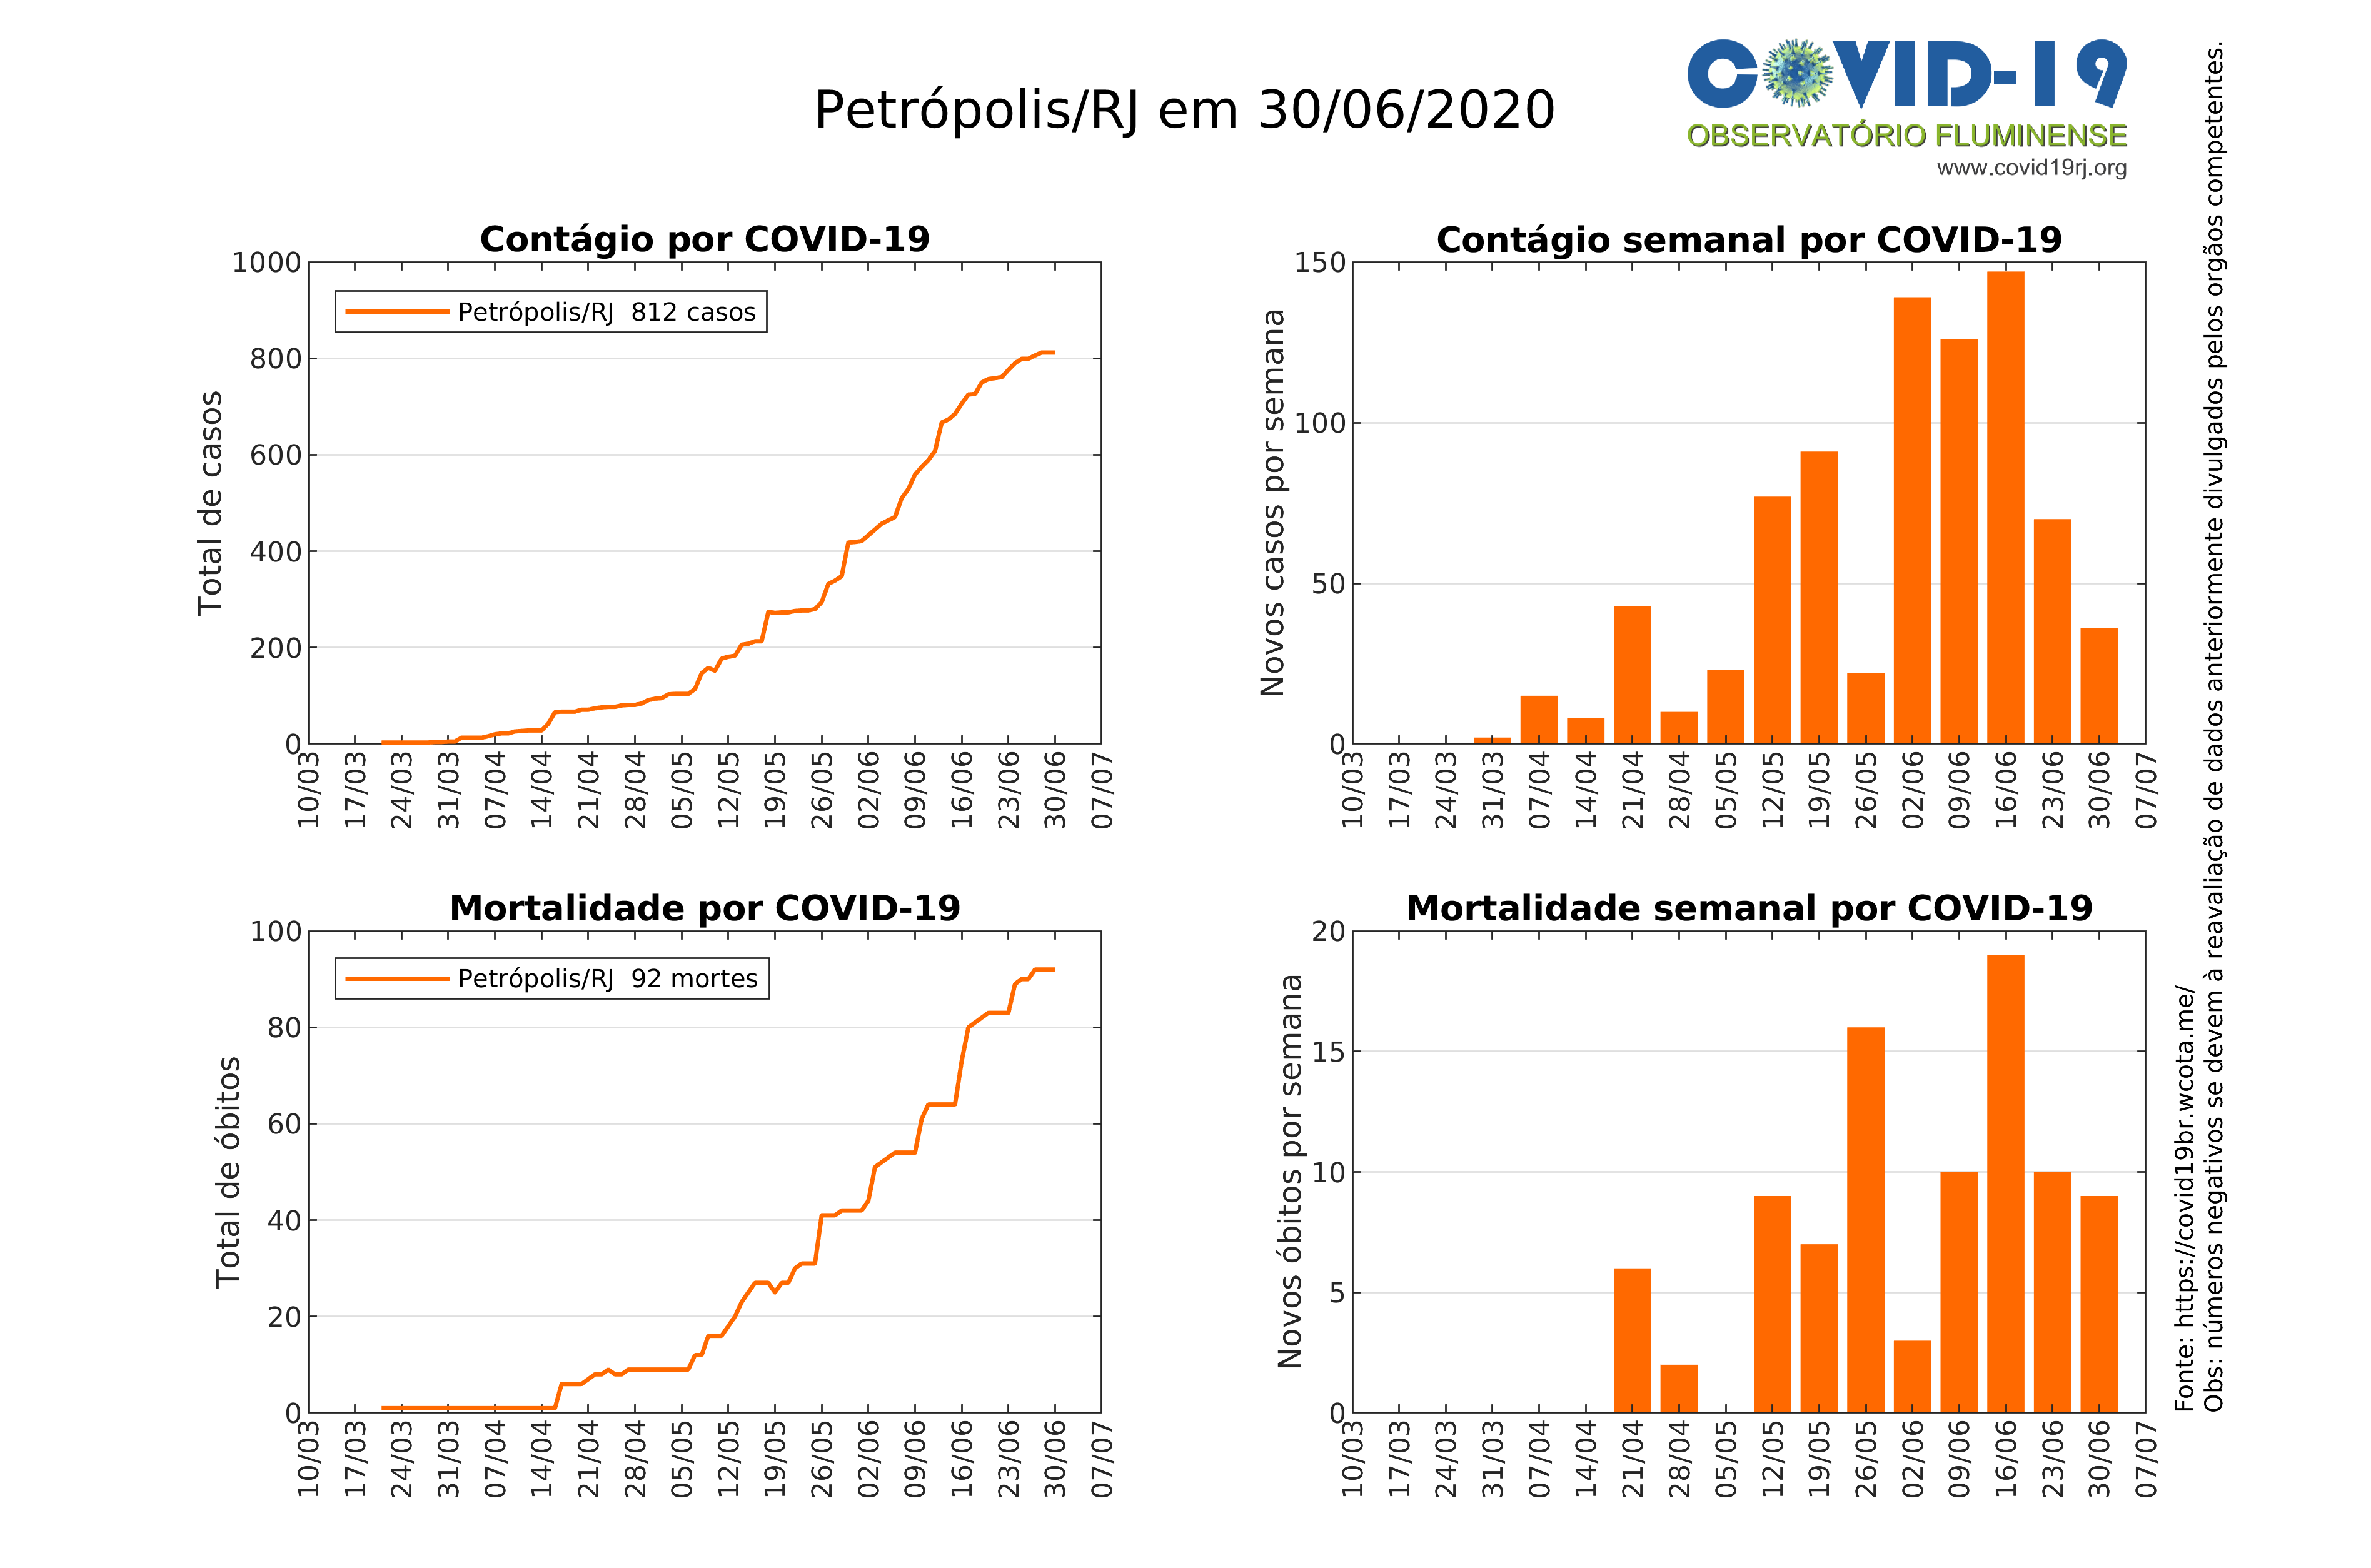 Petrópolis/RJ em 30/06/2020
COVID-19
OBSERVATÓRIO FLUMINENSE
www.covid19rj.org
Contágio por COVID-19
Total de casos
1000
800
600
400
200
0
Petrópolis/RJ 812 casos
10/03 17/03 24/03 31/03 07/04 14/04 21/04 28/04 05/05 12/05 19/05 26/05 02/06 09/06 16/06 23/06 30/06 07/07
Contágio semanal por COVID-19
Novos casos por semana
150
100
50
0
10/03 17/03 24/03 31/03 07/04 14/04 21/04 28/04 05/05 12/05 19/05 26/05 02/06 09/06 16/06 23/06 30/06 07/07
Mortalidade por COVID-19
Total de óbitos
100
80
60
40
20
0
Petrópolis/RJ 92 mortes
10/03 17/03 24/03 31/03 07/04 14/04 21/04 28/04 05/05 12/05 19/05 26/05 02/06 09/06 16/06 23/06 30/06 07/07
Mortalidade semanal por COVID-19
Novos óbitos por semana
20
15
10
5
0
10/03 17/03 24/03 31/03 07/04 14/04 21/04 28/04 05/05 12/05 19/05 26/05 02/06 09/06 16/06 23/06 30/06 07/07
Fonte: https://covid19br.wcota.me/
Obs: números negativos se devem à reavaliação de dados anteriormente divulgados pelos orgãos competentes.